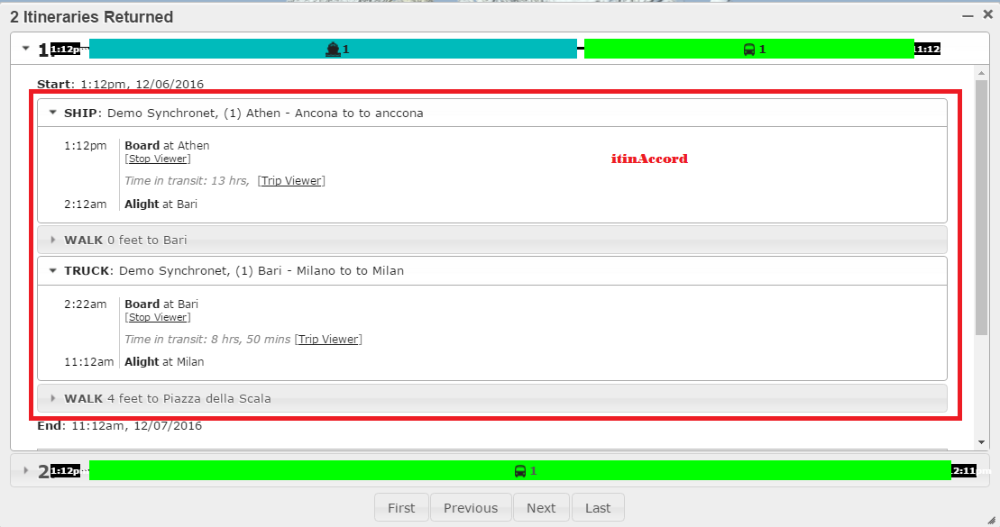 2 Itineraries Returned
1. 1:12p 1 1 11:12
Start: 1:12pm, 12/06/2016
SHIP: Demo Synchronet, (1) Athen - Ancona to to anccona
1:12pm Board at Athen
[Stop Viewer]
itinAccord
Time in transit: 13 hrs, [Trip Viewer]
2:12am Alight at Bari
WALK 0 feet to Bari
TRUCK: Demo Synchronet, (1) Bari - Milano to to Milan
2:22am Board at Bari
[Stop Viewer]
Time in transit: 8 hrs, 50 mins [Trip Viewer]
11:12am Alight at Milan
WALK 4 feet to Piazza della Scala
End: 11:12am, 12/07/2016
2 1:12p 1 2:11pm
First Previous Next Last